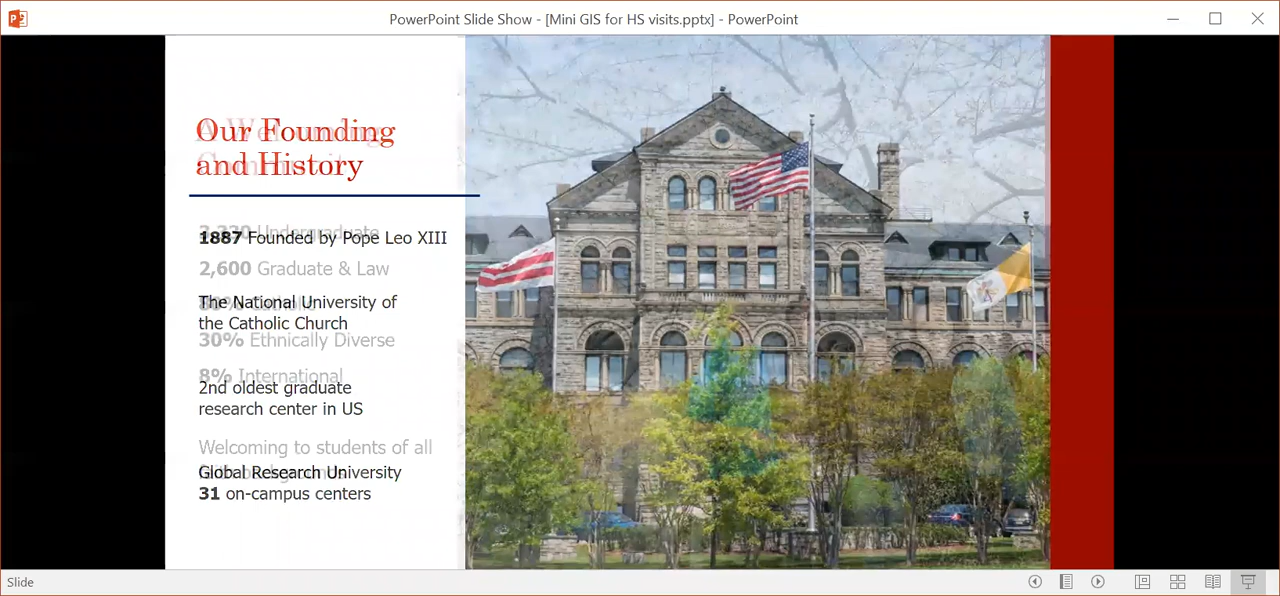 PowerPoint Slide Show - [Mini GIS for HS visits.pptx] - PowerPoint
Our Founding
and History
Undergraduate
1887 Founded by Pope Leo XIII
2,600 Graduate & Law
The National University of
the Catholic Church
30% Ethnically Diverse
8% International
2nd oldest graduate
research center in US
Welcoming to students of all
Global Research University
31 on-campus centers
Slide